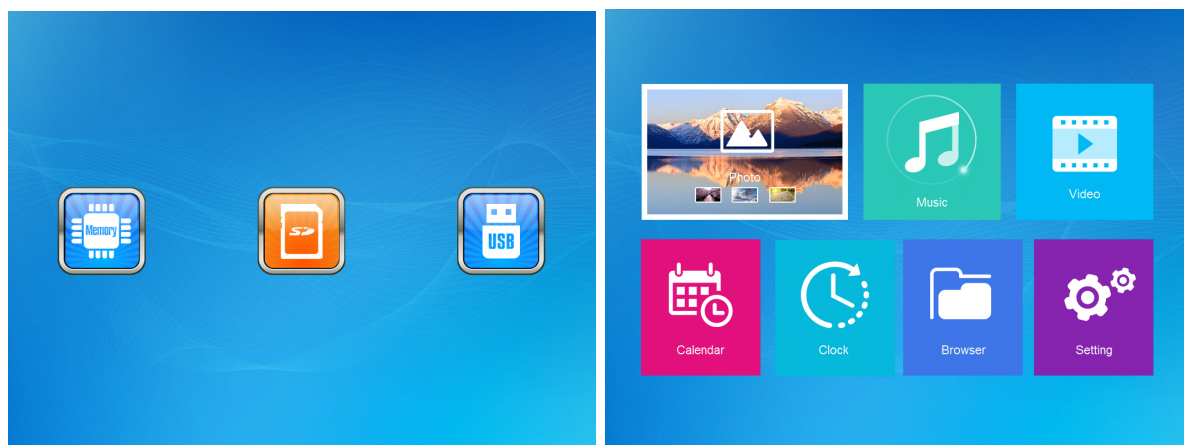 Memory
SD
USB
Photo
Music
Video
Calendar
Clock
Browser
Setting